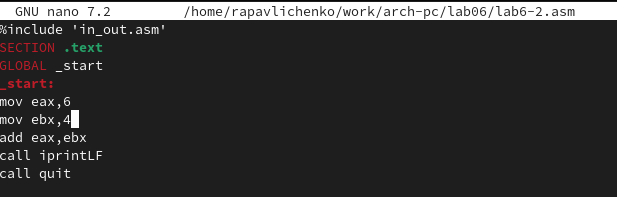 GNU nano 7.2 /home/rapavlichenko/work/arch-pc/lab06/lab6-2.asm
%include 'in_out.asm'
SECTION .text
GLOBAL _start
_start:
mov eax,6
mov ebx,4
add eax,ebx
call iprintLF
call quit